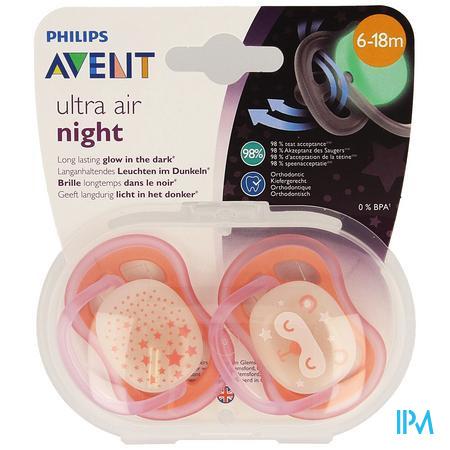 PHILIPS
AVENT
6-18m
ultra air
night
Long lasting glow in the dark*
Langanhaltendes Leuchten im Dunkeln*
Brille longtemps dans le noir*
Geeft langdurig licht in het donker*
98%
98 % teat acceptance
98 % Akzeptanz des Saugers
98 % d'acceptation de la tétine
98 % speenacceptatie
Orthodontic
Kiefergerecht
Orthodontique
Orthodontisch
0 % BPA
IPM